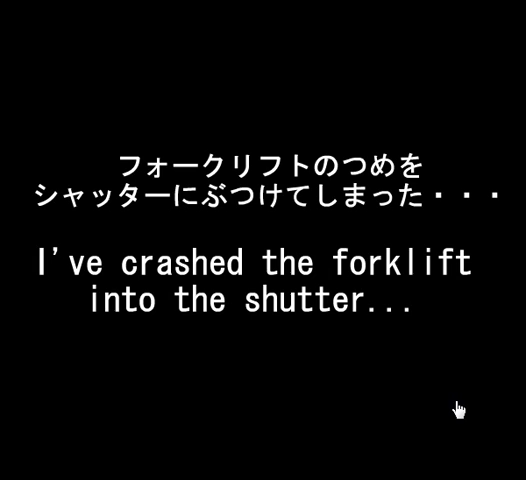 フォークリフトのつめを
シャッターにぶつけてしまった・・・
I've crashed the forklift
into the shutter...